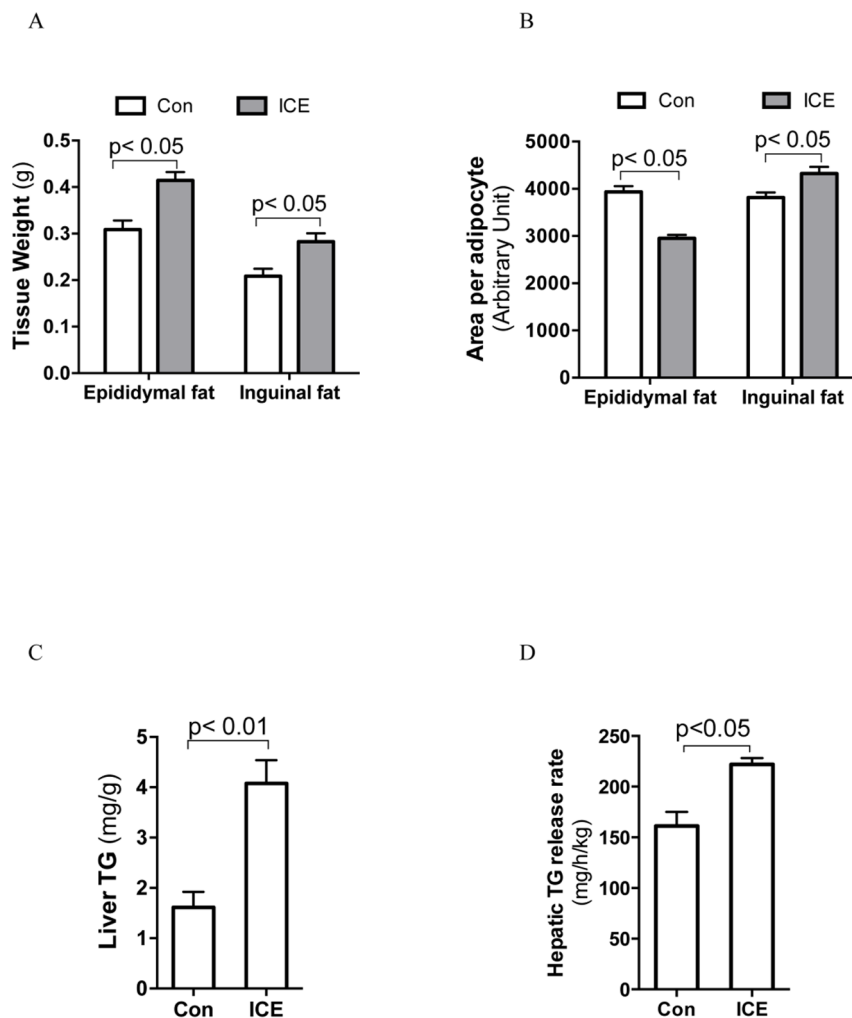 A
Con ICE
0.5
0.4
0.3
0.2
0.1
0.0
Tissue Weight (g)
p< 0.05
p< 0.05
Epididymal fat Inguinal fat
B
Con ICE
5000
4000
3000
2000
1000
0
Area per adipocyte
(Arbitrary Unit)
p< 0.05
p< 0.05
Epididymal fat Inguinal fat
C
5
4
3
2
1
0
Liver TG (mg/g)
p< 0.01
Con ICE
D
250
200
150
100
50
0
Hepatic TG release rate
(mg/h/kg)
p<0.05
Con ICE